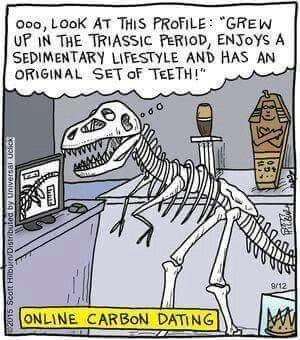 OOO, LOOK AT THIS PROFILE: "GREW
UP IN THE TRIASSIC PERIOD, ENJOYS A
SEDIMENTARY LIFESTYLE AND HAS AN
ORIGINAL SET OF TEETH!"
©2015 Scott Hilburn/Distributed by Universal Uclick
9/12
ONLINE CARBON DATING